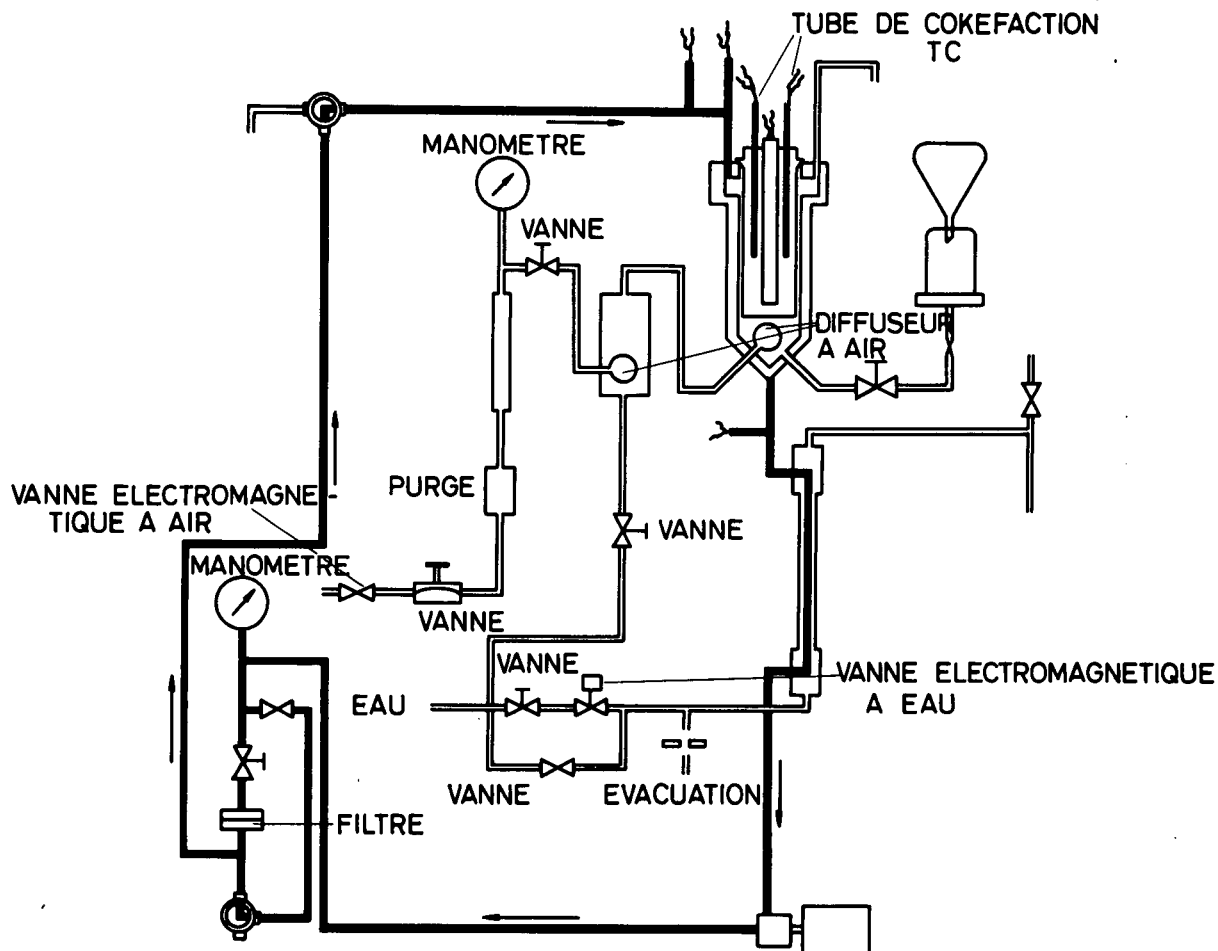 TUBE DE COKEFACTION
TC
MANOMETRE
VANNE
DIFFUSEUR
A AIR
PURGE
VANNE ELECTROMAGNE-
TIQUE A AIR
VANNE
MANOMETRE
VANNE
VANNE
VANNE ELECTROMAGNETIQUE
A EAU
EAU
VANNE
EVACUATION
FILTRE